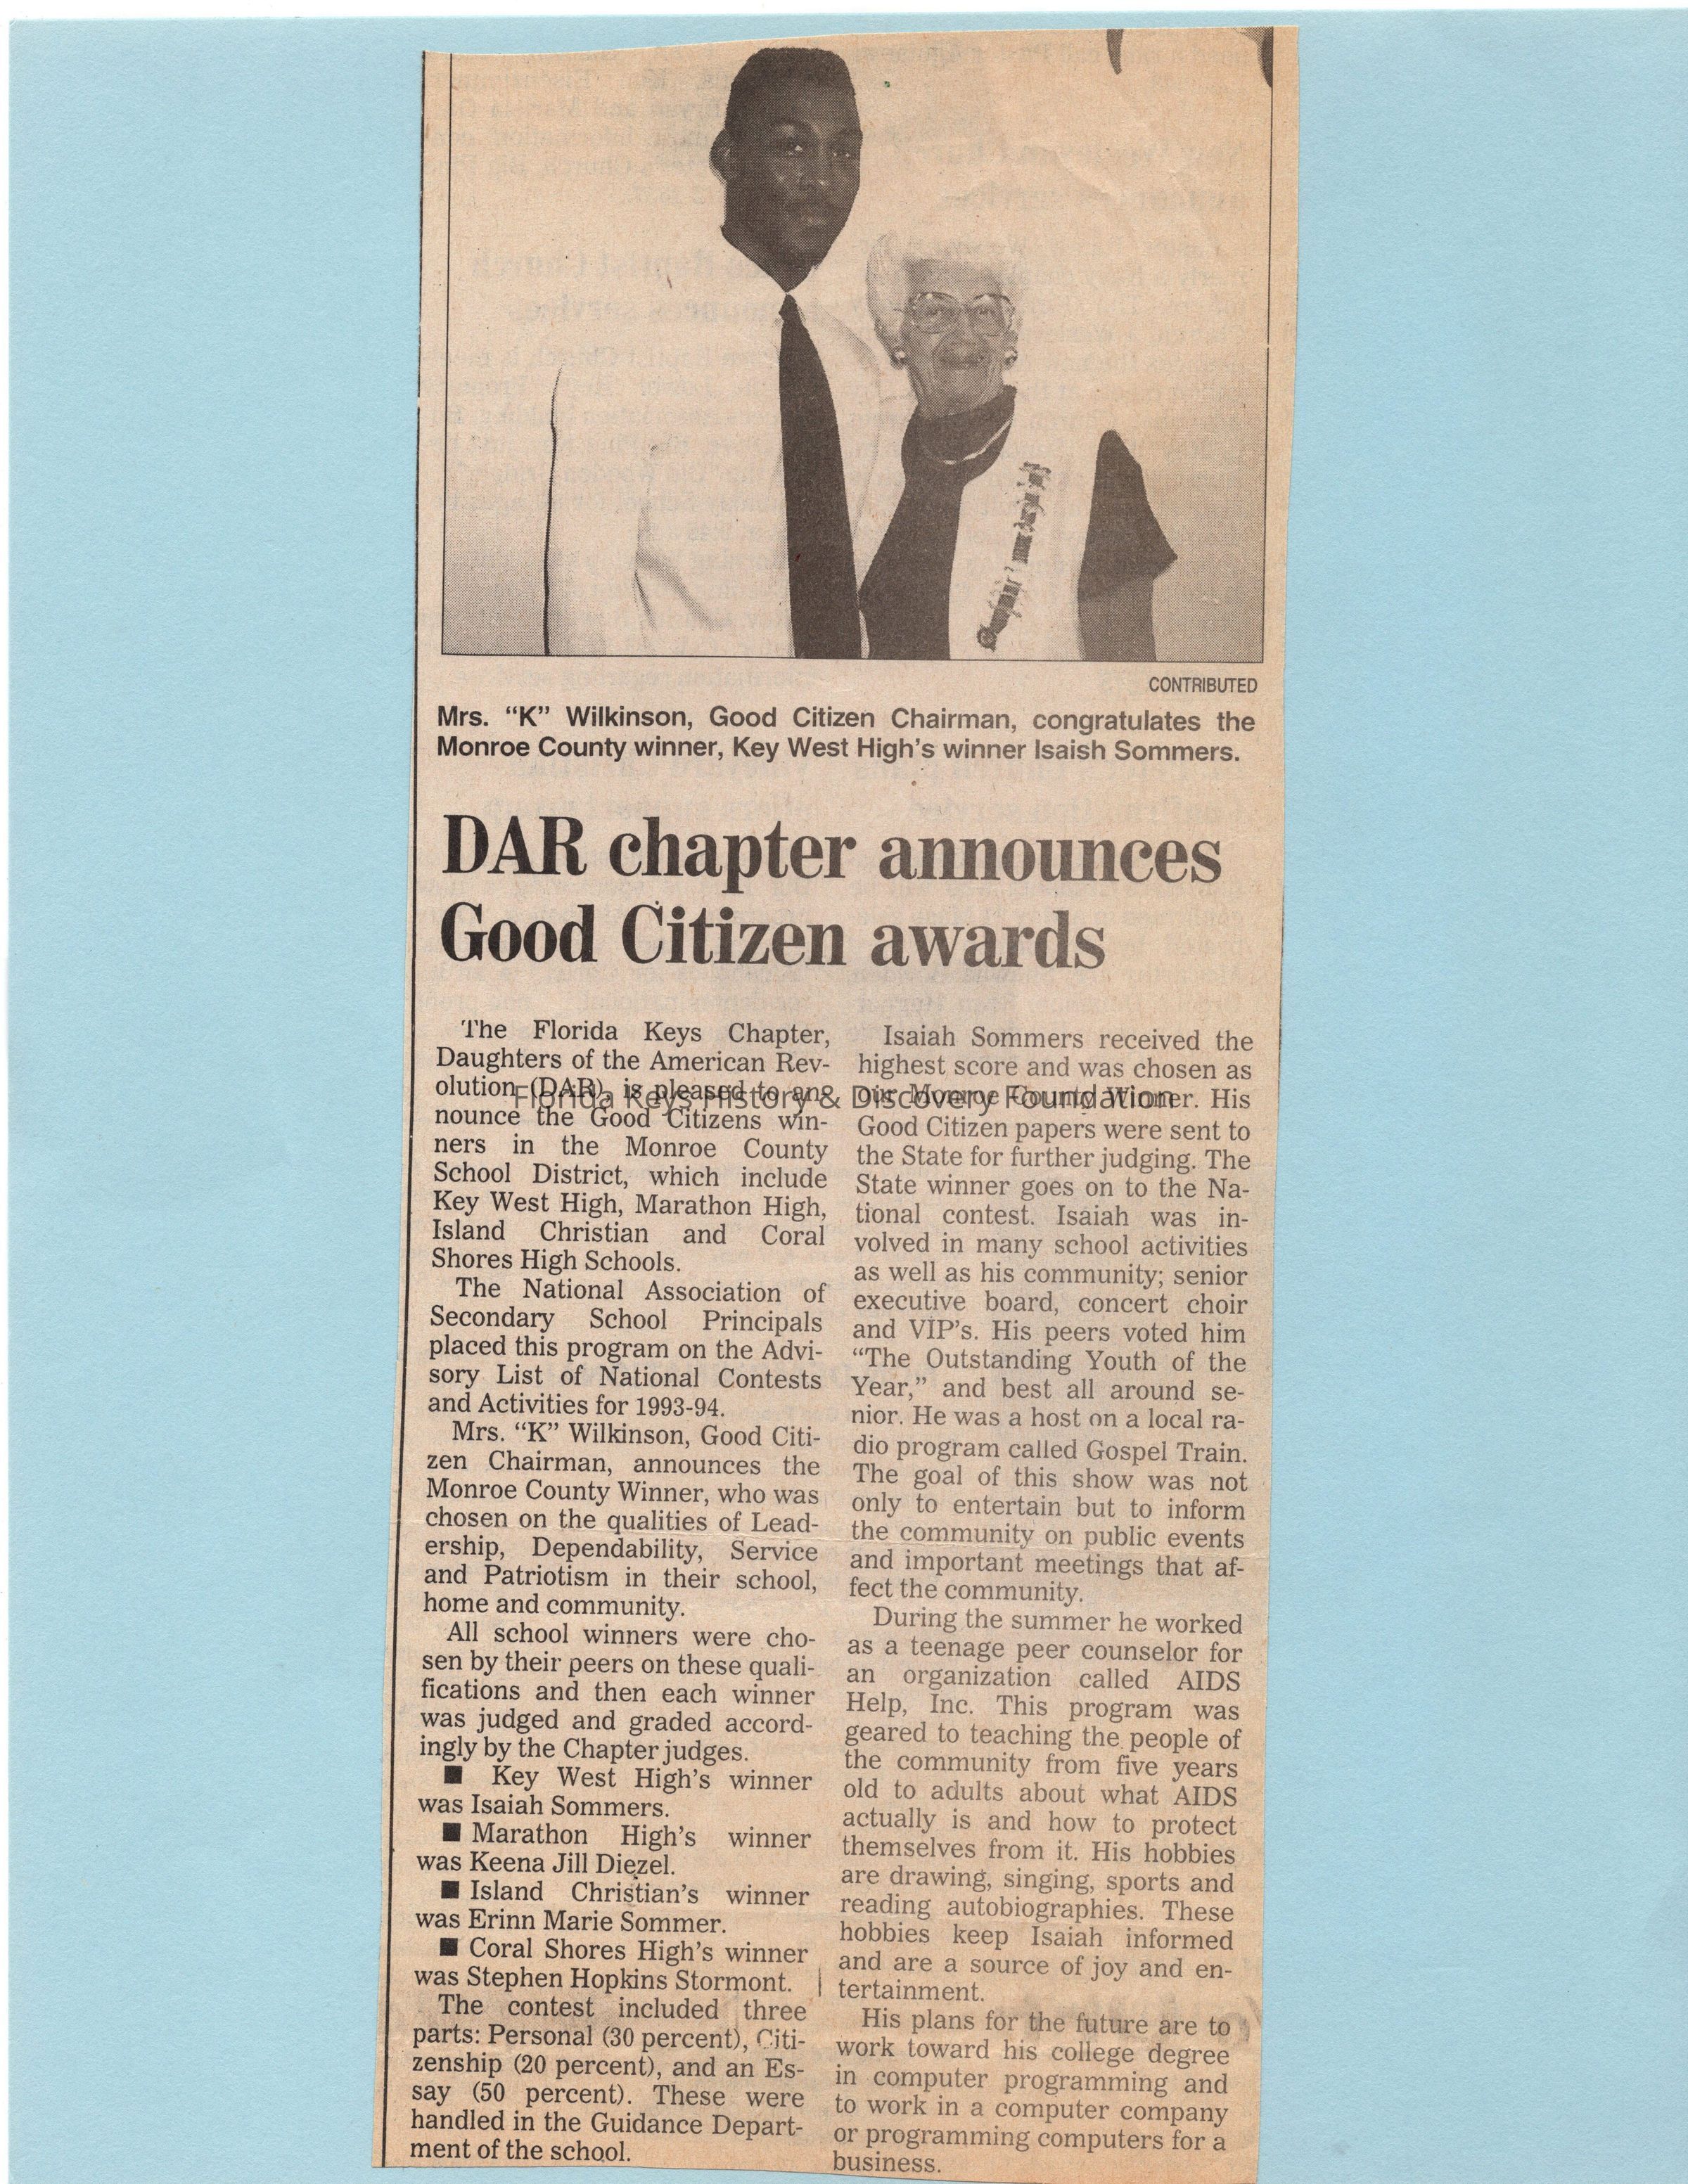 CONTRIBUTED
Mrs. “K” Wilkinson, Good Citizen Chairman, congratulates the
Monroe County winner, Key West High’s winner Isaish Sommers.
DAR chapter announces
Good Citizen awards
The Florida Keys Chapter,
Daughters of the American Rev-
olution (DAR), is pleased to an-
nounce the Good Citizens win-
ners in the Monroe County
School District, which include
Key West High, Marathon High,
Island Christian and Coral
Shores High Schools.
The National Association of
Secondary School Principals
placed this program on the Advi-
sory List of National Contests
and Activities for 1993-94.
Mrs. “K” Wilkinson, Good Citi-
zen Chairman, announces the
Monroe County Winner, who was
chosen on the qualities of Lead-
ership, Dependability, Service
and Patriotism in their school,
home and community.
All school winners were cho-
sen by their peers on these quali-
fications and then each winner
was judged and graded accord-
ingly by the Chapter judges.
■ Key West High’s winner
was Isaiah Sommers.
■ Marathon High’s winner
was Keena Jill Diezel.
■ Island Christian’s winner
was Erinn Marie Sommer.
■ Coral Shores High’s winner
was Stephen Hopkins Stormont.
The contest included three
parts: Personal (30 percent), Citi-
zenship (20 percent), and an Es-
say (50 percent). These were
handled in the Guidance Depart-
ment of the school.
Isaiah Sommers received the
highest score and was chosen as
our Monroe County Winner. His
Good Citizen papers were sent to
the State for further judging. The
State winner goes on to the Na-
tional contest. Isaiah was in-
volved in many school activities
as well as his community; senior
executive board, concert choir
and VIP’s. His peers voted him
“The Outstanding Youth of the
Year,” and best all around se-
nior. He was a host on a local ra-
dio program called Gospel Train.
The goal of this show was not
only to entertain but to inform
the community on public events
and important meetings that af-
fect the community.
During the summer he worked
as a teenage peer counselor for
an organization called AIDS
Help, Inc. This program was
geared to teaching the people of
the community from five years
old to adults about what AIDS
actually is and how to protect
themselves from it. His hobbies
are drawing, singing, sports and
reading autobiographies. These
hobbies keep Isaiah informed
and are a source of joy and en-
tertainment.
His plans for the future are to
work toward his college degree
in computer programming and
to work in a computer company
or programming computers for a
business.
Florida Keys History & Discovery Foundation